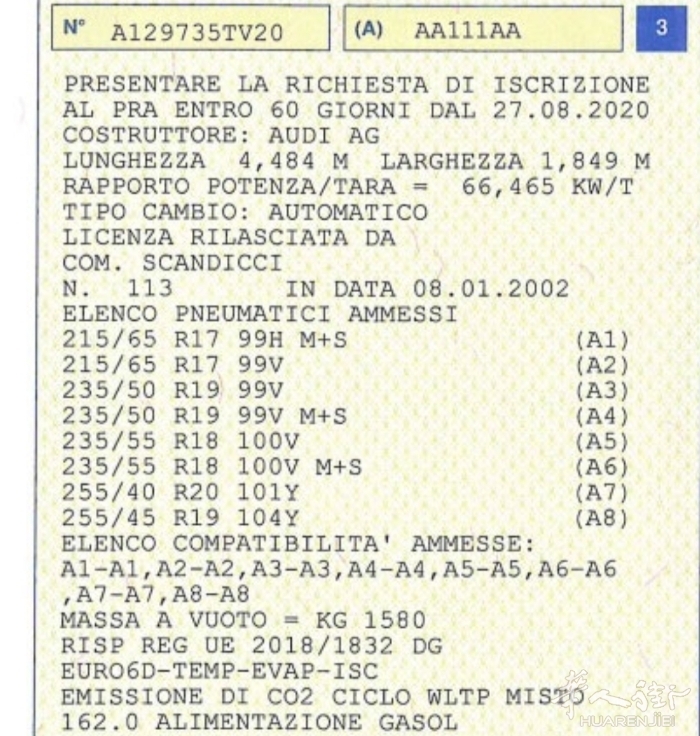 N° A129735TV20 (A) AA111AA 3
PRESENTARE LA RICHIESTA DI ISCRIZIONE
AL PRA ENTRO 60 GIORNI DAL 27.08.2020
COSTRUTTORE: AUDI AG
LUNGHEZZA 4,484 M LARGHEZZA 1,849 M
RAPPORTO POTENZA/TARA = 66,465 KW/T
TIPO CAMBIO: AUTOMATICO
LICENZA RILASCIATA DA
COM. SCANDICCI
N. 113 IN DATA 08.01.2002
ELENCO PNEUMATICI AMMESSI
215/65 R17 99H M+S (A1)
215/65 R17 99V (A2)
235/50 R19 99V (A3)
235/50 R19 99V M+S (A4)
235/55 R18 100V (A5)
235/55 R18 100V M+S (A6)
255/40 R20 101Y (A7)
255/45 R19 104Y (A8)
ELENCO COMPATIBILITA' AMMESSE:
A1-A1,A2-A2,A3-A3,A4-A4,A5-A5,A6-A6
,A7-A7,A8-A8
MASSA A VUOTO = KG 1580
RISP REG UE 2018/1832 DG
EURO6D-TEMP-EVAP-ISC
EMISSIONE DI CO2 CICLO WLTP MISTO
162.0 ALIMENTAZIONE GASOL
华人街
HUARENJIE